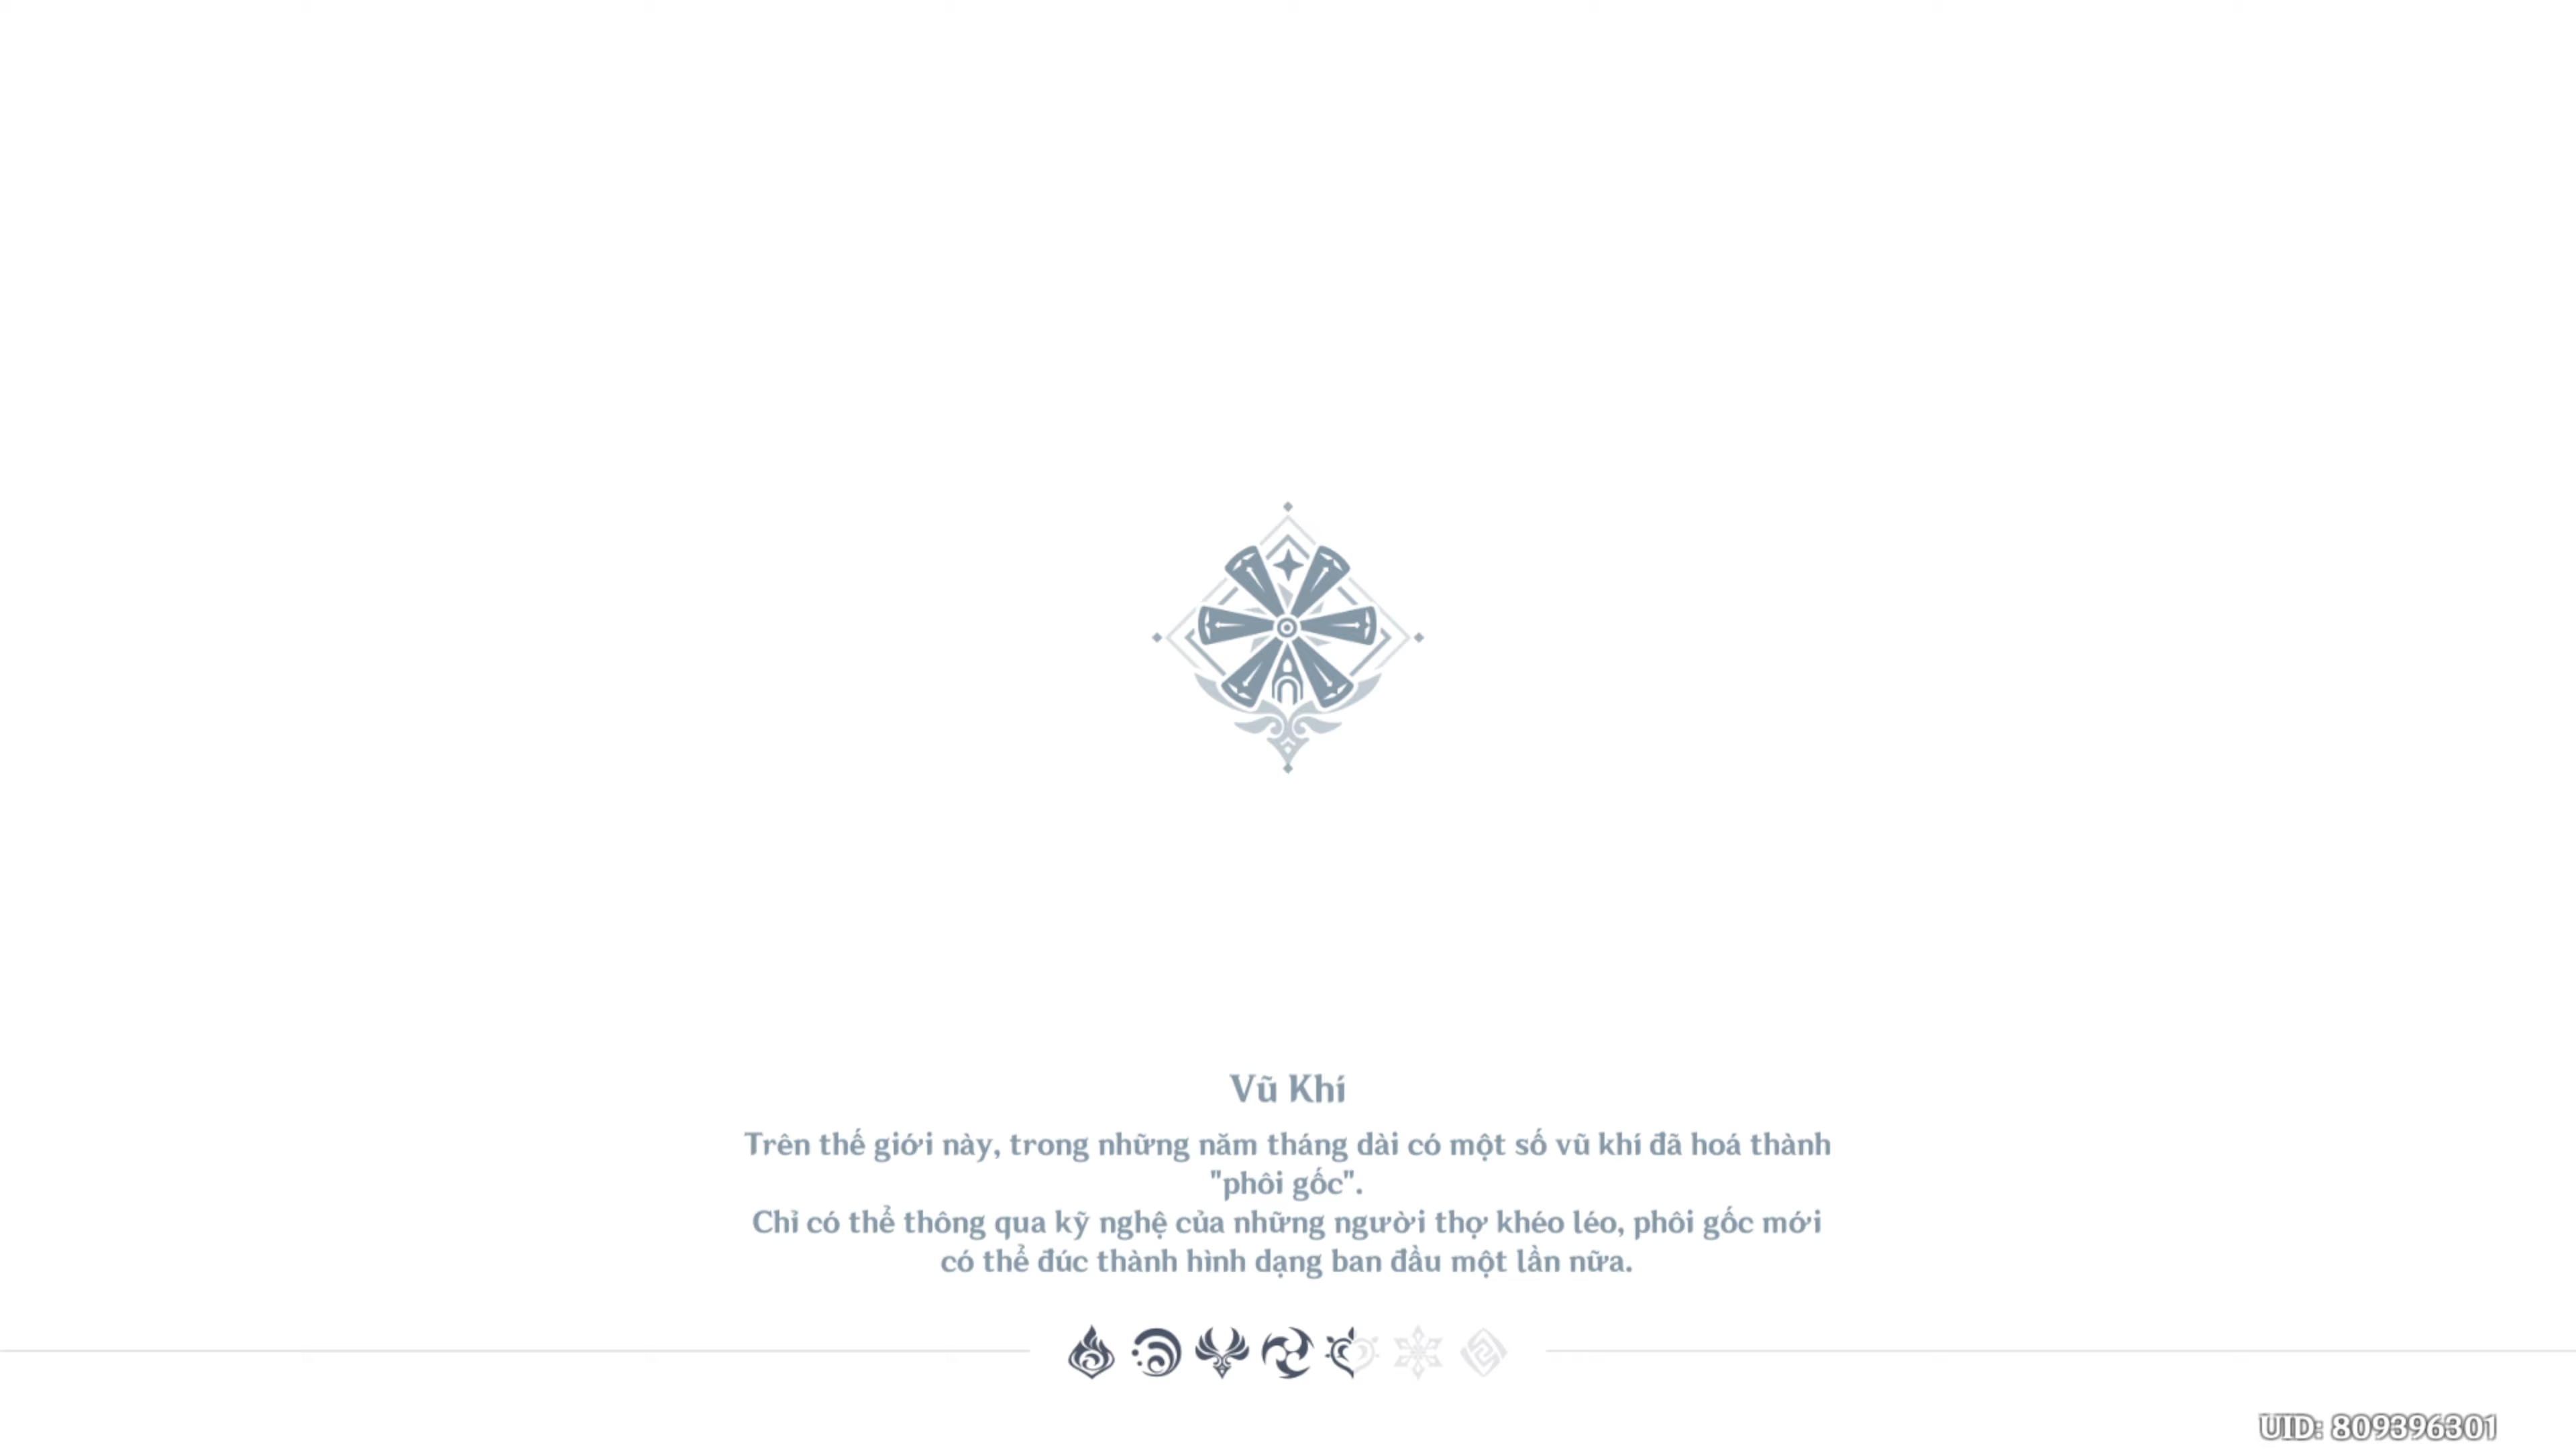 Vũ Khí
Trên thế giới này, trong những năm tháng dài có một số vũ khí đã hoá thành
"phôi gốc".
Chỉ có thể thông qua kỹ nghệ của những người thợ khéo léo, phôi gốc mới
có thể đúc thành hình dạng ban đầu một lần nữa.
UID: 809396301